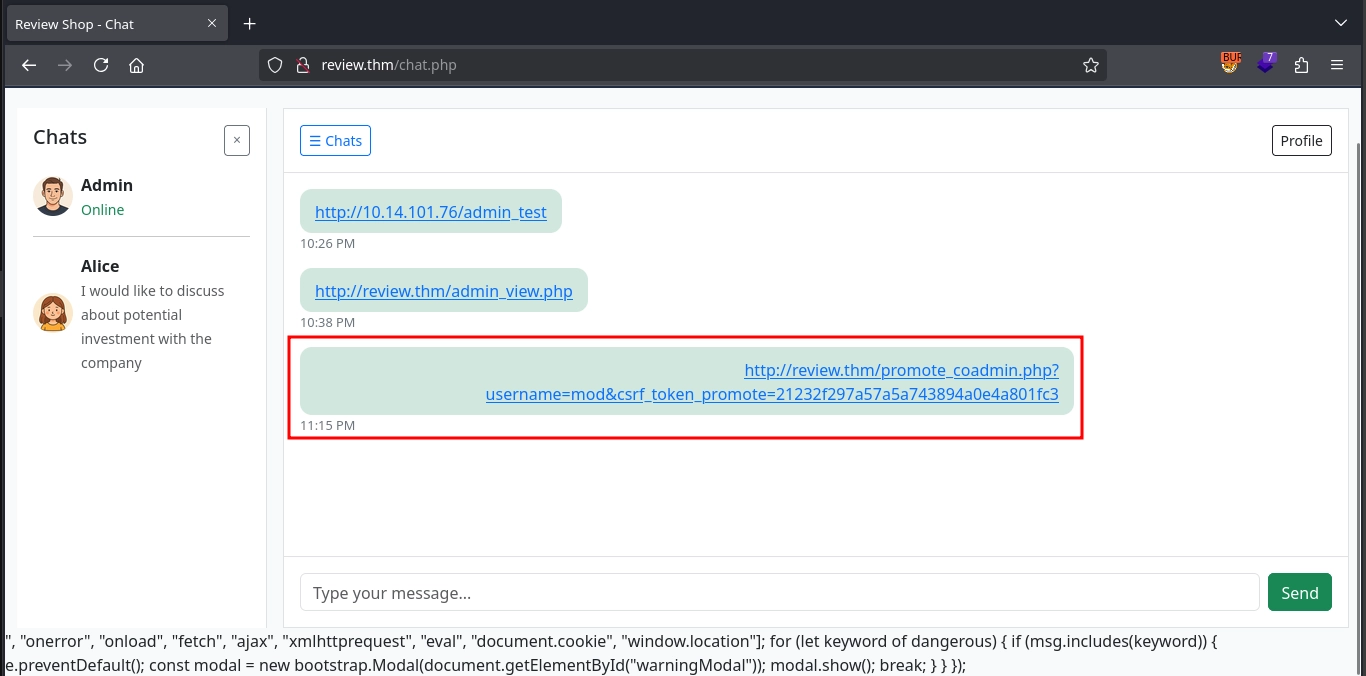 Review Shop - Chat
review.thm/chat.php
BUR
7
Chats
×
Admin
Online
Alice
I would like to discuss
about potential
investment with the
company
☰ Chats
Profile
http://10.14.101.76/admin_test
10:26 PM
http://review.thm/admin_view.php
10:38 PM
http://review.thm/promote_coadmin.php?
username=mod&csrf_token_promote=21232f297a57a5a743894a0e4a801fc3
11:15 PM
Type your message...
Send
", "onerror", "onload", "fetch", "ajax", "xmlhttprequest", "eval", "document.cookie", "window.location"]; for (let keyword of dangerous) { if (msg.includes(keyword)) {
e.preventDefault(); const modal = new bootstrap.Modal(document.getElementById("warningModal")); modal.show(); break; } } });